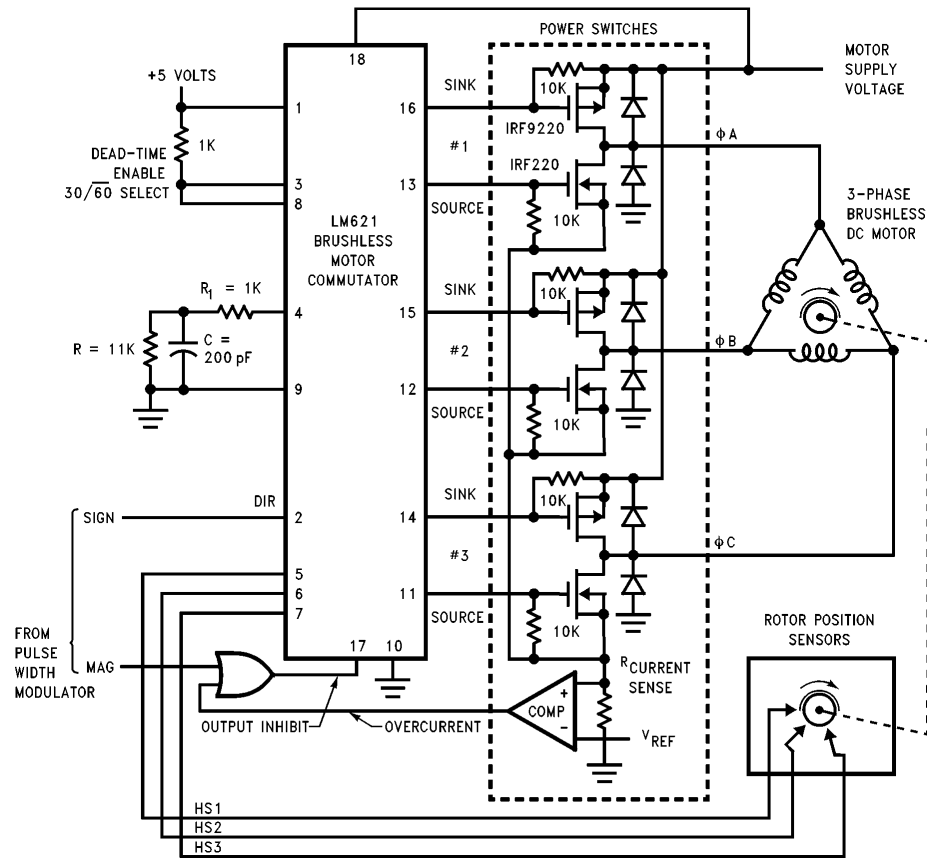 POWER SWITCHES
18
MOTOR
SUPPLY
VOLTAGE
+5 VOLTS
1
1K
DEAD-TIME
ENABLE
30/60 SELECT
3
8
LM621
BRUSHLESS
MOTOR
COMMUTATOR
SINK
16
10K
IRF9220
#1
IRF220
13
SOURCE
10K
ϕA
3-PHASE
BRUSHLESS
DC MOTOR
R1 = 1K
4
R = 11K
C =
200 pF
9
SINK
15
10K
#2
12
SOURCE
10K
ϕB
SINK
14
10K
#3
11
SOURCE
10K
ϕC
DIR
SIGN
2
5
6
7
FROM
PULSE
WIDTH
MODULATOR
MAG
17
10
OUTPUT INHIBIT
OVERCURRENT
COMP
+
−
RCURRENT
SENSE
VREF
ROTOR POSITION
SENSORS
HS1
HS2
HS3